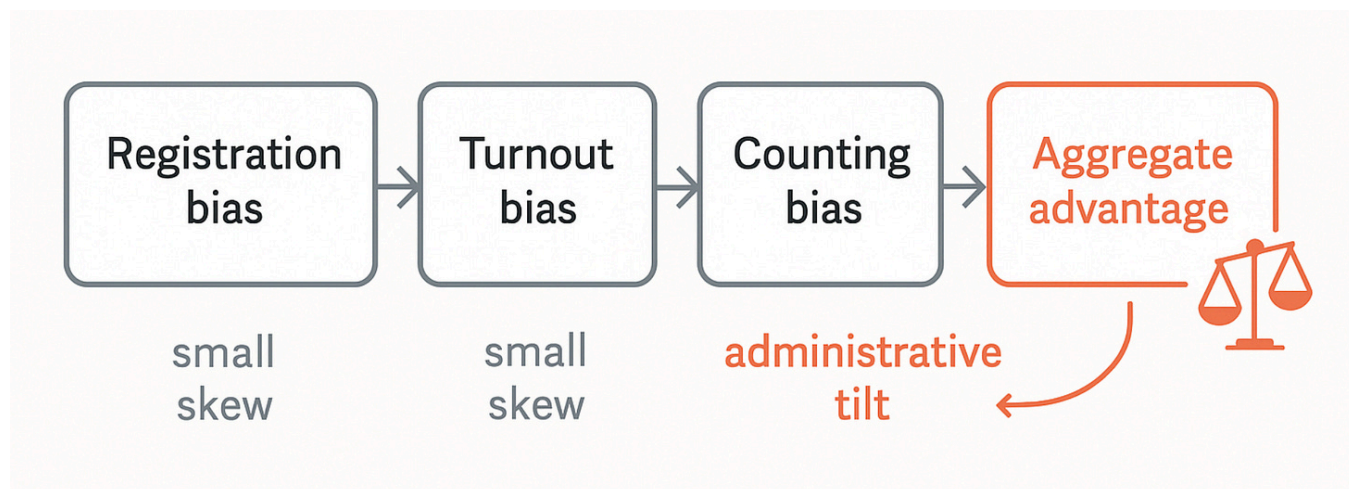 Registration
bias
Turnout
bias
Counting
bias
Aggregate
advantage
small
skew
small
skew
administrative
tilt